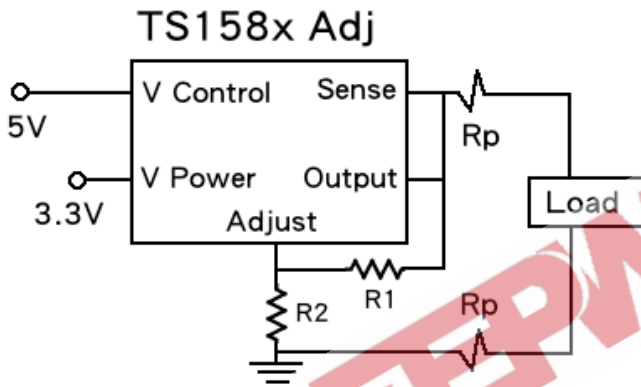 TS158x Adj
V Control Sense
5V
Rp
V Power Output
3.3V
Adjust
Load
R1
R2
Rp